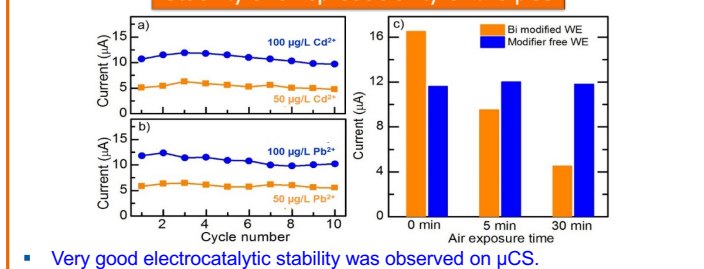 a)
15
10
5
0
Current (µA)
100 µg/L Cd²⁺
50 µg/L Cd²⁺
b)
15
10
5
0
Current (µA)
100 µg/L Pb²⁺
50 µg/L Pb²⁺
2 4 6 8 10
Cycle number
c)
16
12
8
4
0
Current (µA)
Bi modified WE
Modifier free WE
0 min 5 min 30 min
Air exposure time
▪ Very good electrocatalytic stability was observed on µCS.